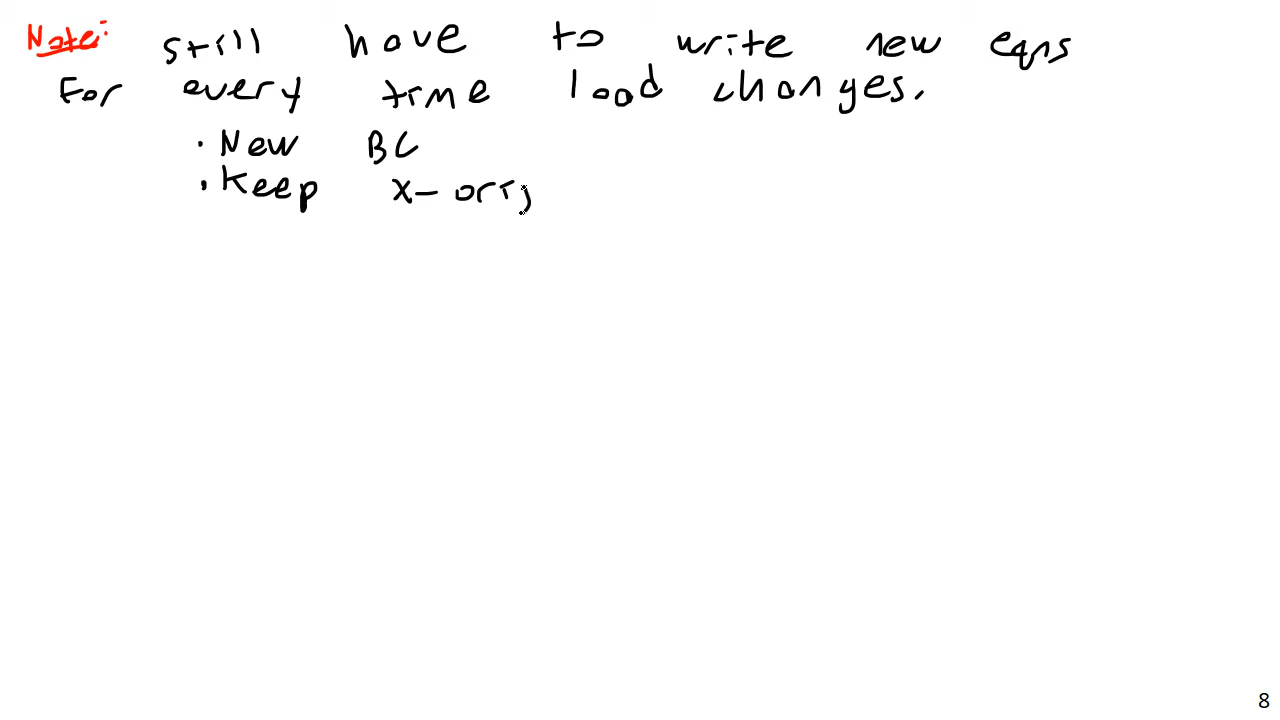 Note: still have to write new eqns
For every time load changes.
· New BC
· Keep x- orig
8